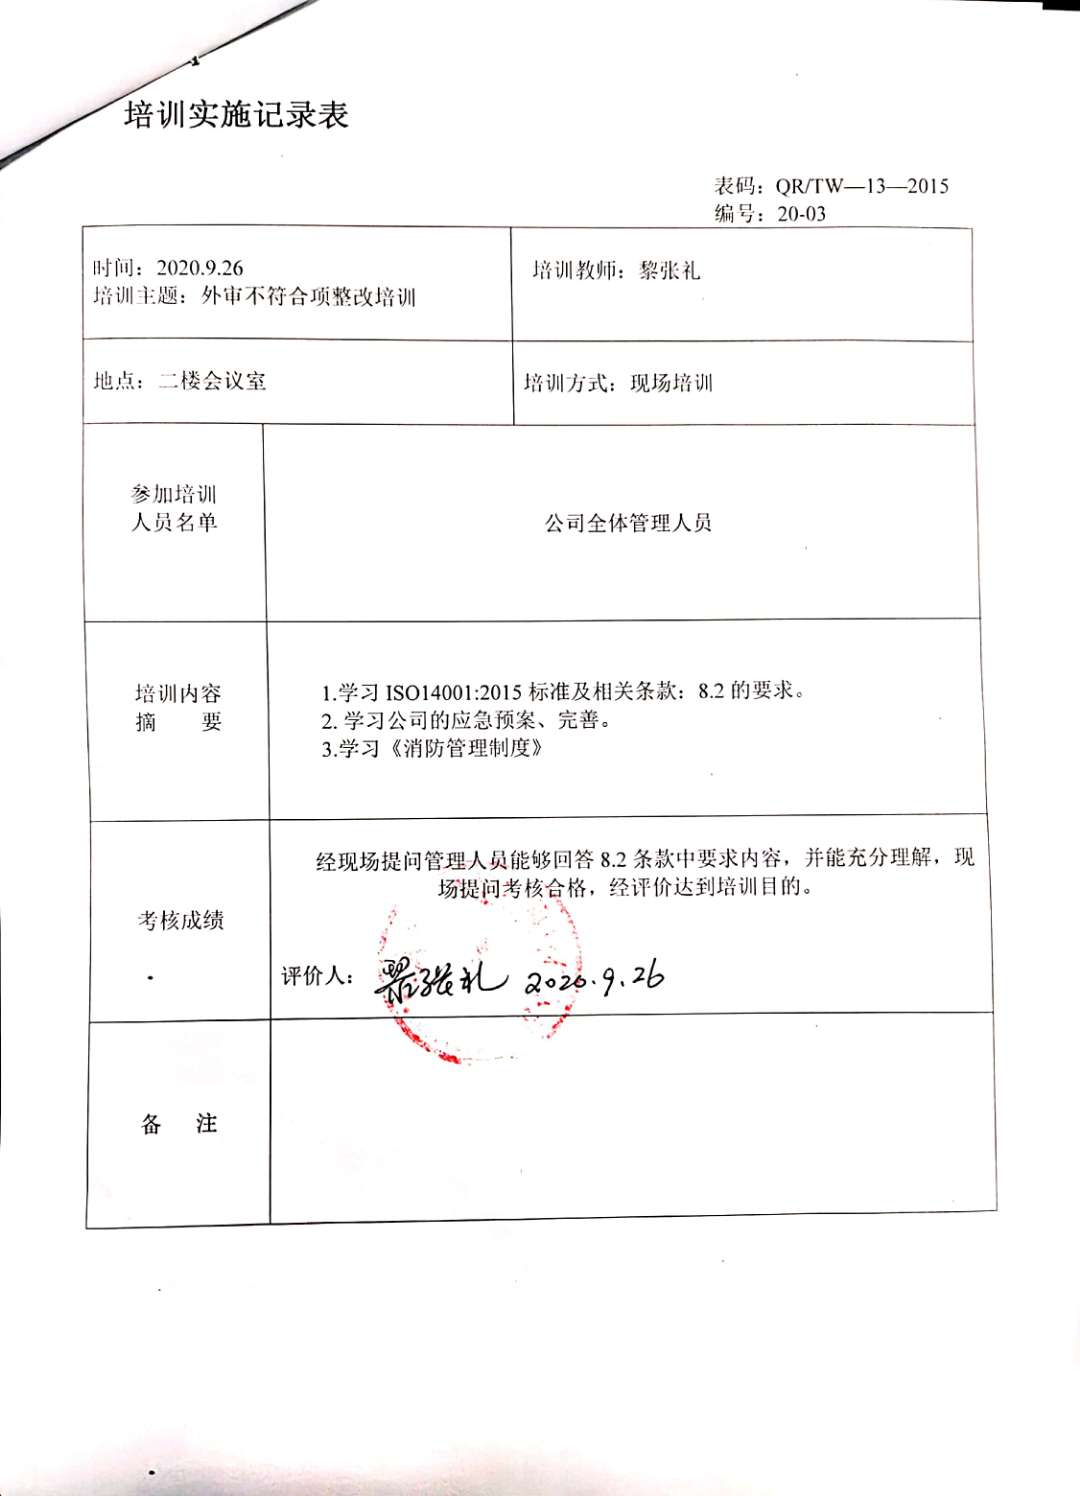 培训实施记录表
表码：QR/TW—13—2015
编号：20-03
时间：2020.9.26
培训主题：外审不符合项整改培训
培训教师：黎张礼
地点：二楼会议室
培训方式：现场培训
参加培训
人员名单
公司全体管理人员
培训内容
摘 要
1.学习 ISO14001:2015 标准及相关条款：8.2 的要求。
2. 学习公司的应急预案、完善。
3.学习《消防管理制度》
经现场提问管理人员能够回答 8.2 条款中要求内容，并能充分理解，现
场提问考核合格，经评价达到培训目的。
考核成绩
评价人： 2020.9.26
备 注